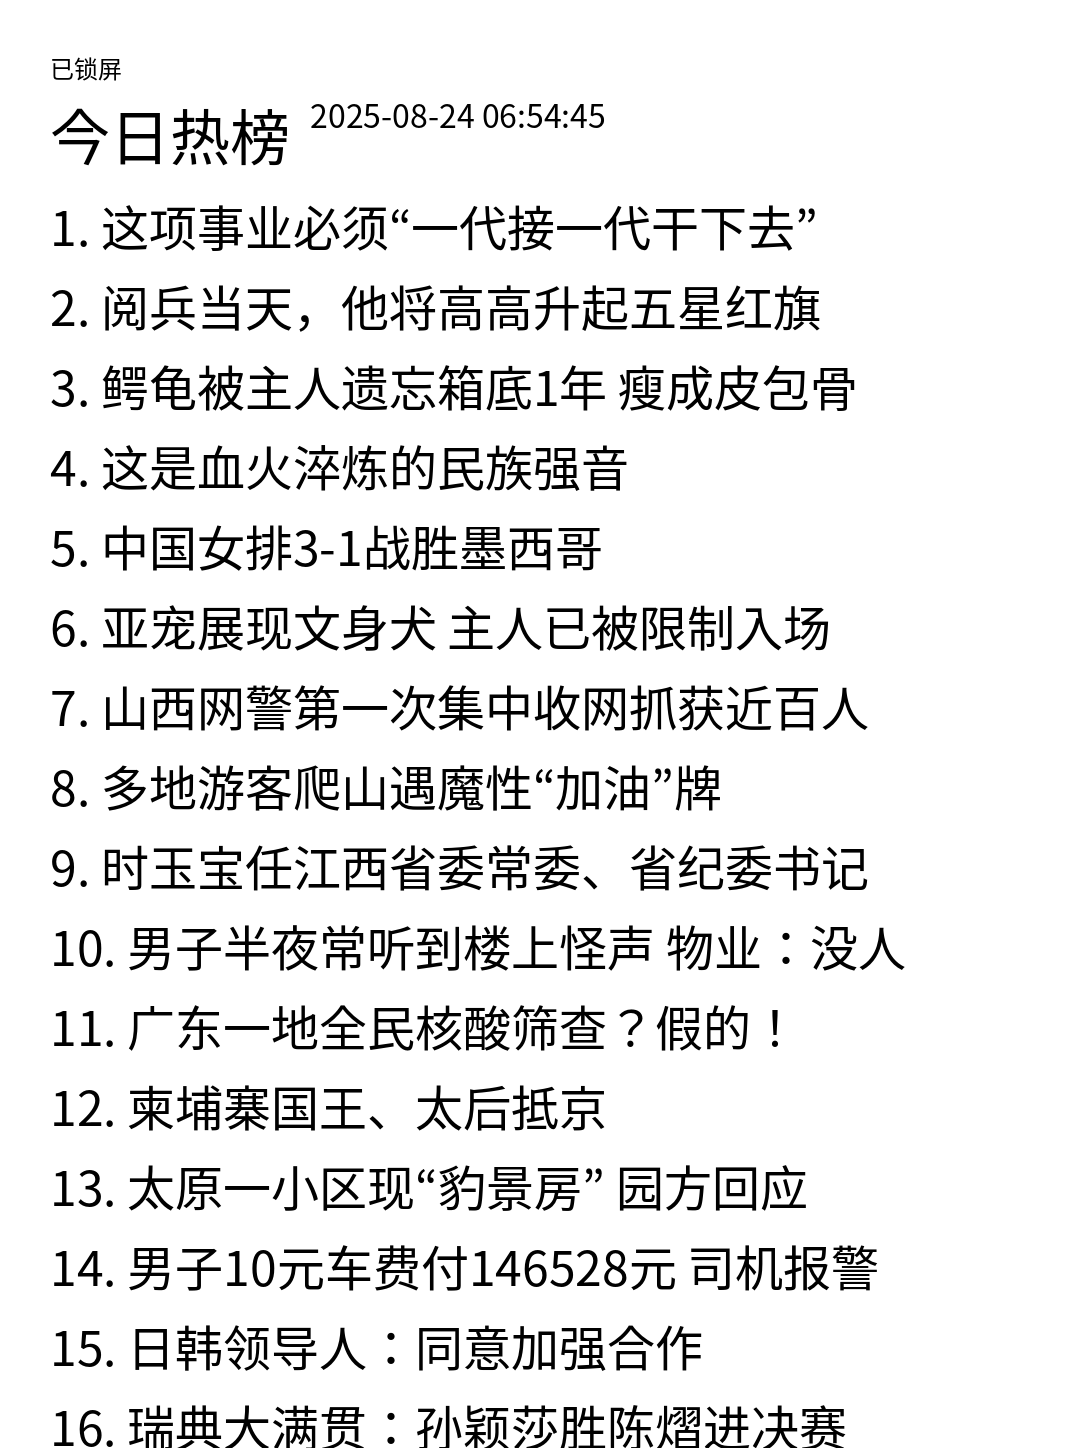 已锁屏
今日热榜 2025-08-24 06:54:45
1. 这项事业必须“一代接一代干下去”
2. 阅兵当天，他将高高升起五星红旗
3. 鳄龟被主人遗忘箱底1年 瘦成皮包骨
4. 这是血火淬炼的民族强音
5. 中国女排3-1战胜墨西哥
6. 亚宠展现文身犬 主人已被限制入场
7. 山西网警第一次集中收网抓获近百人
8. 多地游客爬山遇魔性“加油”牌
9. 时玉宝任江西省委常委、省纪委书记
10. 男子半夜常听到楼上怪声 物业：没人
11. 广东一地全民核酸筛查？假的！
12. 柬埔寨国王、太后抵京
13. 太原一小区现“豹景房” 园方回应
14. 男子10元车费付146528元 司机报警
15. 日韩领导人：同意加强合作
16. 瑞典大满贯：孙颖莎胜陈熠进决赛